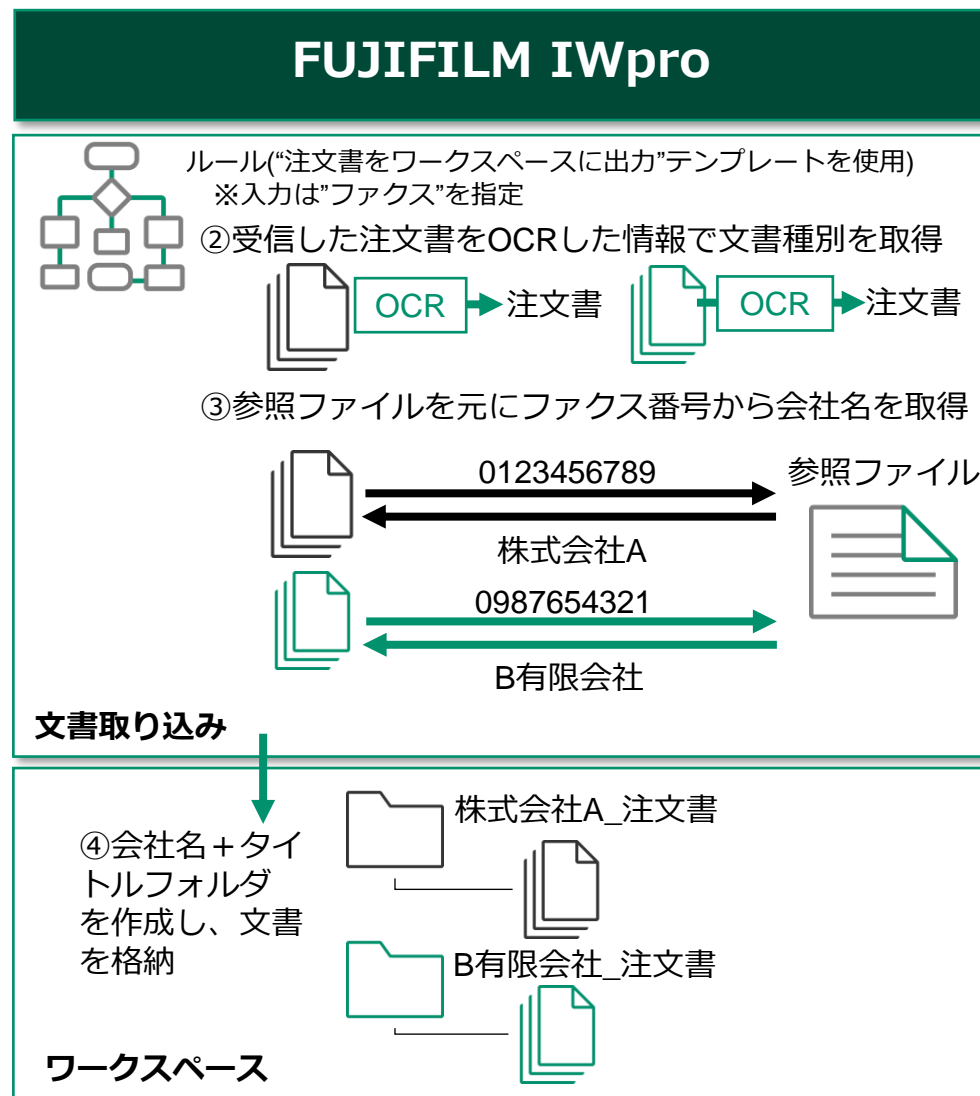 FUJIFILM IWpro
ルール(“注文書をワークスペースに出力”テンプレートを使用)
※入力は”ファクス”を指定
②受信した注文書をOCRした情報で文書種別を取得
OCR
注文書
OCR
注文書
③参照ファイルを元にファクス番号から会社名を取得
0123456789
参照ファイル
株式会社A
0987654321
B有限会社
文書取り込み
④会社名＋タイ
トルフォルダ
を作成し、文書
を格納
株式会社A_注文書
B有限会社_注文書
ワークスペース